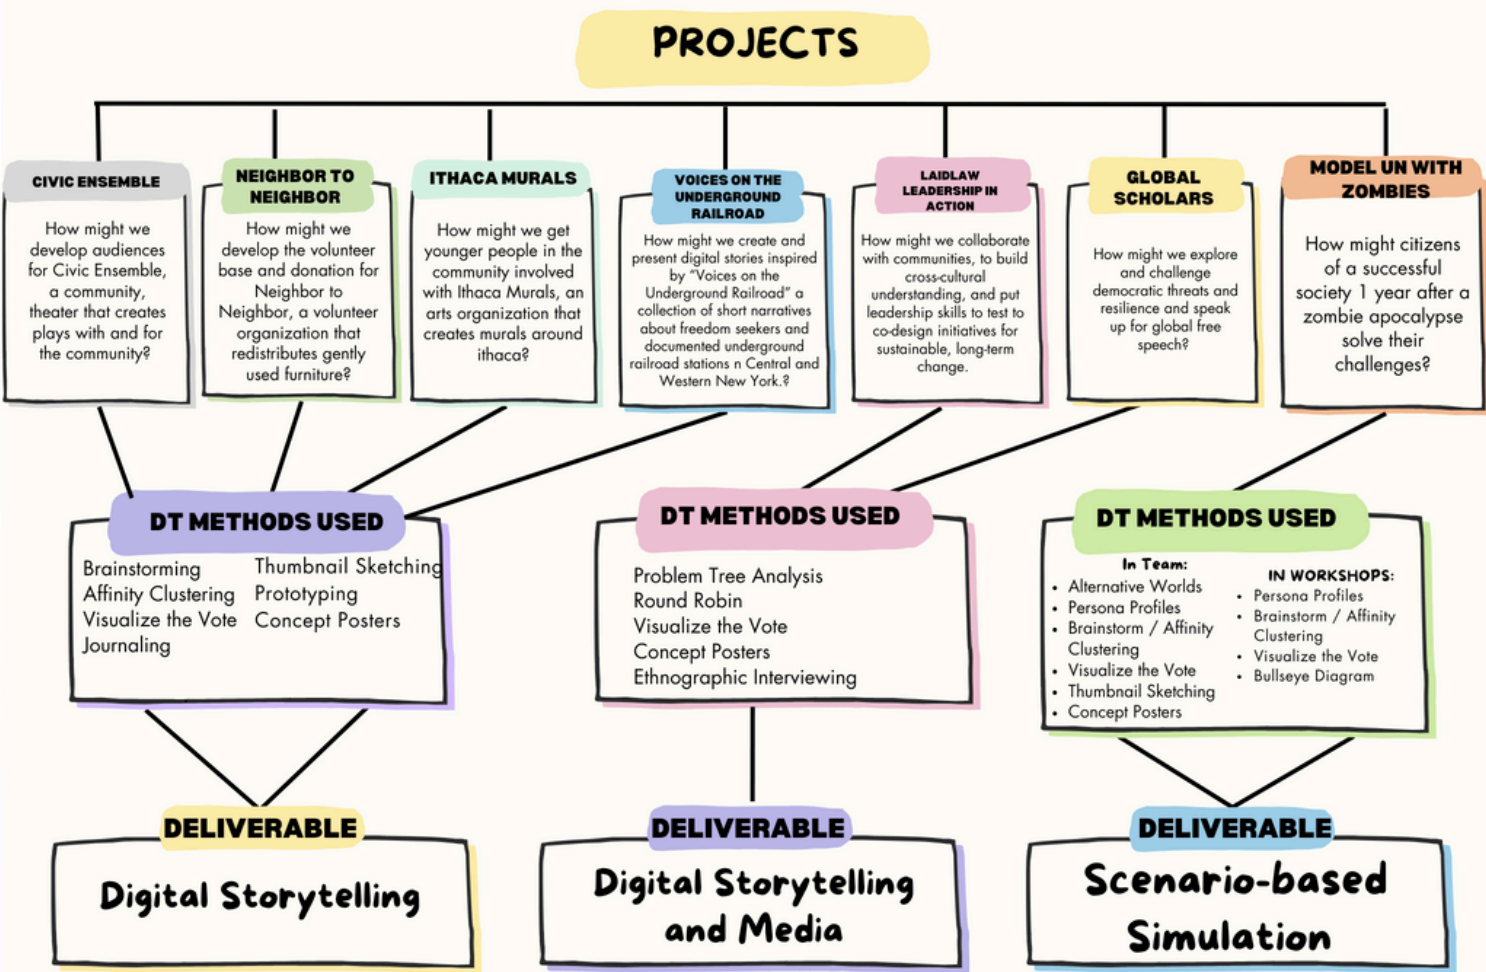 PROJECTS
CIVIC ENSEMBLE
How might we
develop audiences
for Civic Ensemble,
a community,
theater that creates
plays with and for
the community?
NEIGHBOR TO
NEIGHBOR
How might we
develop the volunteer
base and donation for
Neighbor to
Neighbor, a volunteer
organization that
redistributes gently
used furniture?
ITHACA MURALS
How might we get
younger people in the
community involved
with Ithaca Murals, an
arts organization that
creates murals around
ithaca?
VOICES ON THE
UNDERGROUND
RAILROAD
How might we create and
present digital stories inspired
by "Voices on the
Underground Railroad" a
collection of short narratives
about freedom seekers and
documented underground
railroad stations n Central and
Western New York.?
LAIDLAW
LEADERSHIP IN
ACTION
How might we collaborate
with communities, to build
cross-cultural
understanding, and put
leadership skills to test to
co-design initiatives for
sustainable, long-term
change.
GLOBAL
SCHOLARS
How might we explore
and challenge
democratic threats and
resilience and speak
up for global free
speech?
MODEL UN WITH
ZOMBIES
How might citizens
of a successful
society 1 year after a
zombie apocalypse
solve their
challenges?
DT METHODS USED
Brainstorming
Affinity Clustering
Visualize the Vote
Journaling
Thumbnail Sketching
Prototyping
Concept Posters
DT METHODS USED
Problem Tree Analysis
Round Robin
Visualize the Vote
Concept Posters
Ethnographic Interviewing
DT METHODS USED
In Team:
• Alternative Worlds
• Persona Profiles
• Brainstorm / Affinity
Clustering
• Visualize the Vote
• Thumbnail Sketching
• Concept Posters
IN WORKSHOPS:
• Persona Profiles
• Brainstorm / Affinity
Clustering
• Visualize the Vote
• Bullseye Diagram
DELIVERABLE
Digital Storytelling
DELIVERABLE
Digital Storytelling
and Media
DELIVERABLE
Scenario-based
Simulation